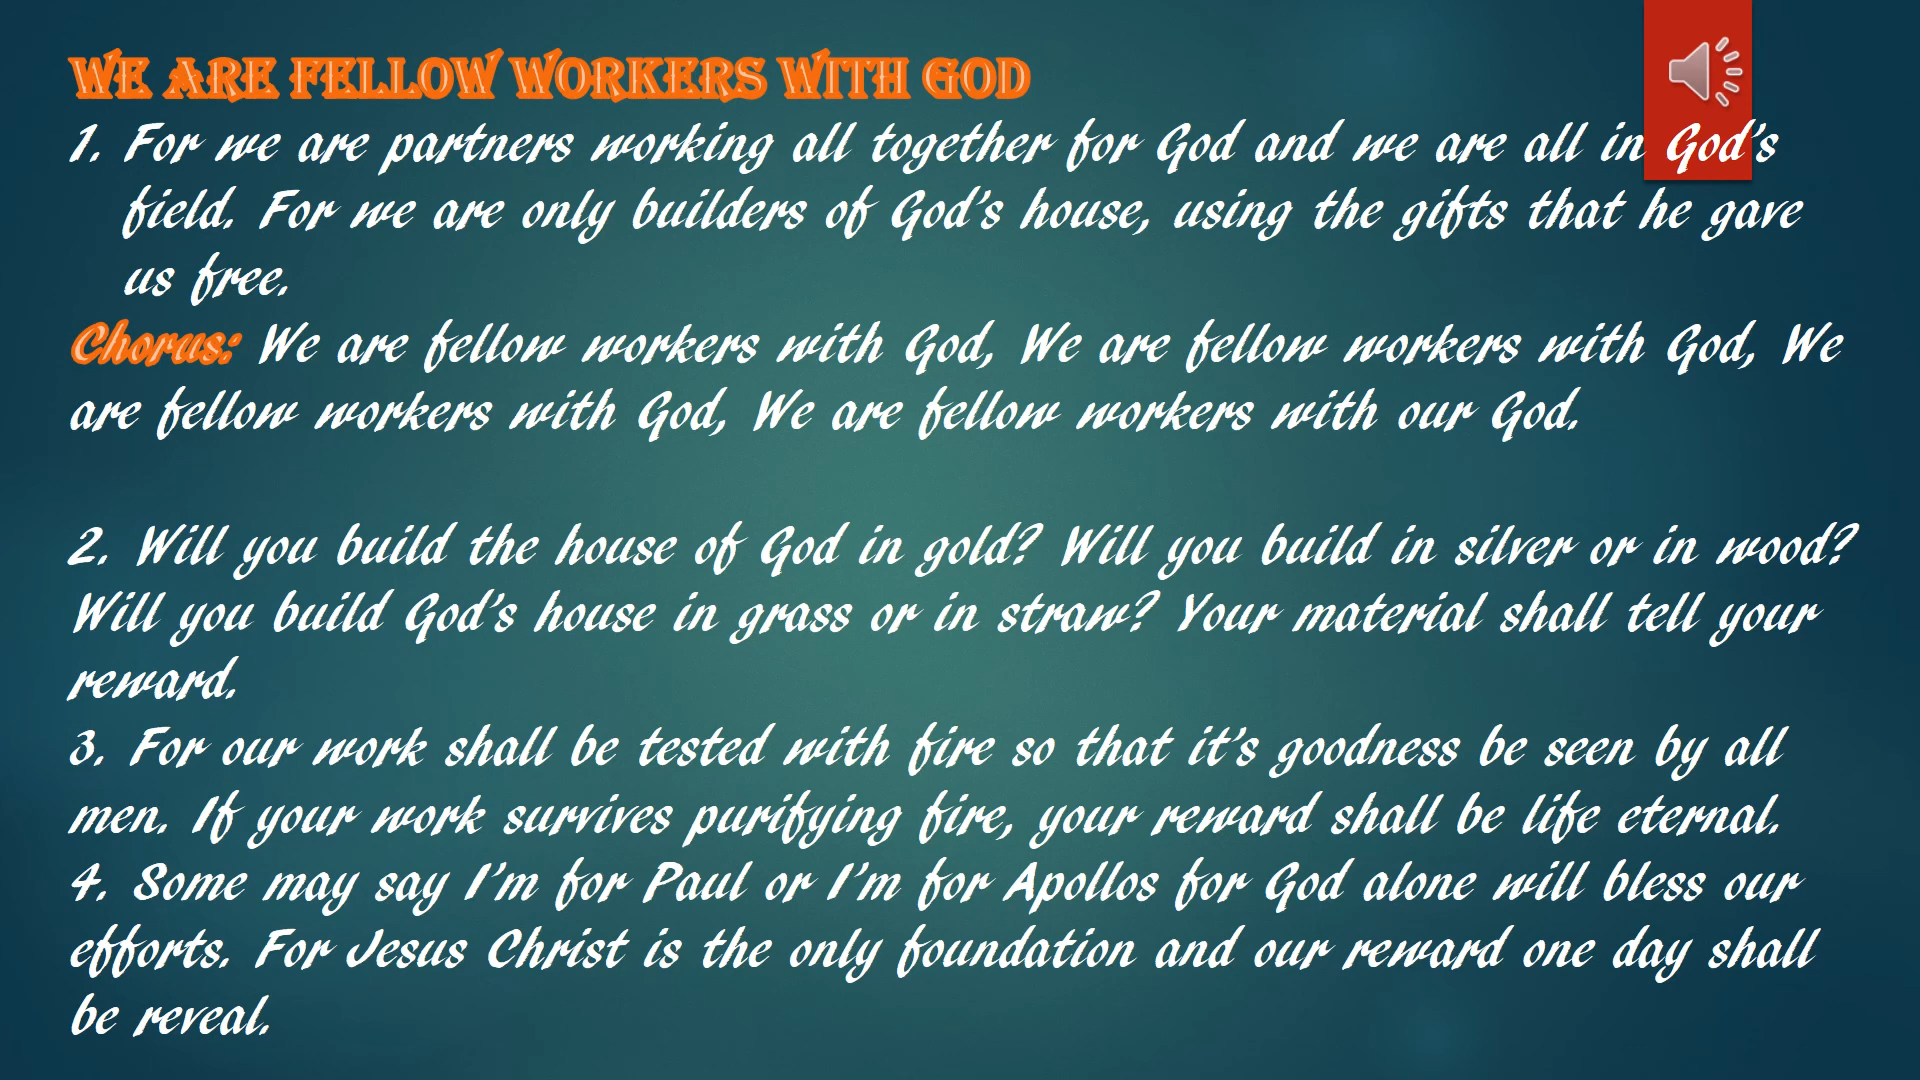 WE ARE FELLOW WORKERS WITH GOD
1. For we are partners working all together for God and we are all in God's
field. For we are only builders of God's house, using the gifts that he gave
us free.
Chorus: We are fellow workers with God, We are fellow workers with God, We
are fellow workers with God, We are fellow workers with our God.
2. Will you build the house of God in gold? Will you build in silver or in wood?
Will you build God's house in grass or in straw? Your material shall tell your
reward.
3. For our work shall be tested with fire so that it's goodness be seen by all
men. If your work survives purifying fire, your reward shall be life eternal.
4. Some may say I'm for Paul or I'm for Apollos for God alone will bless our
efforts. For Jesus Christ is the only foundation and our reward one day shall
be reveal.